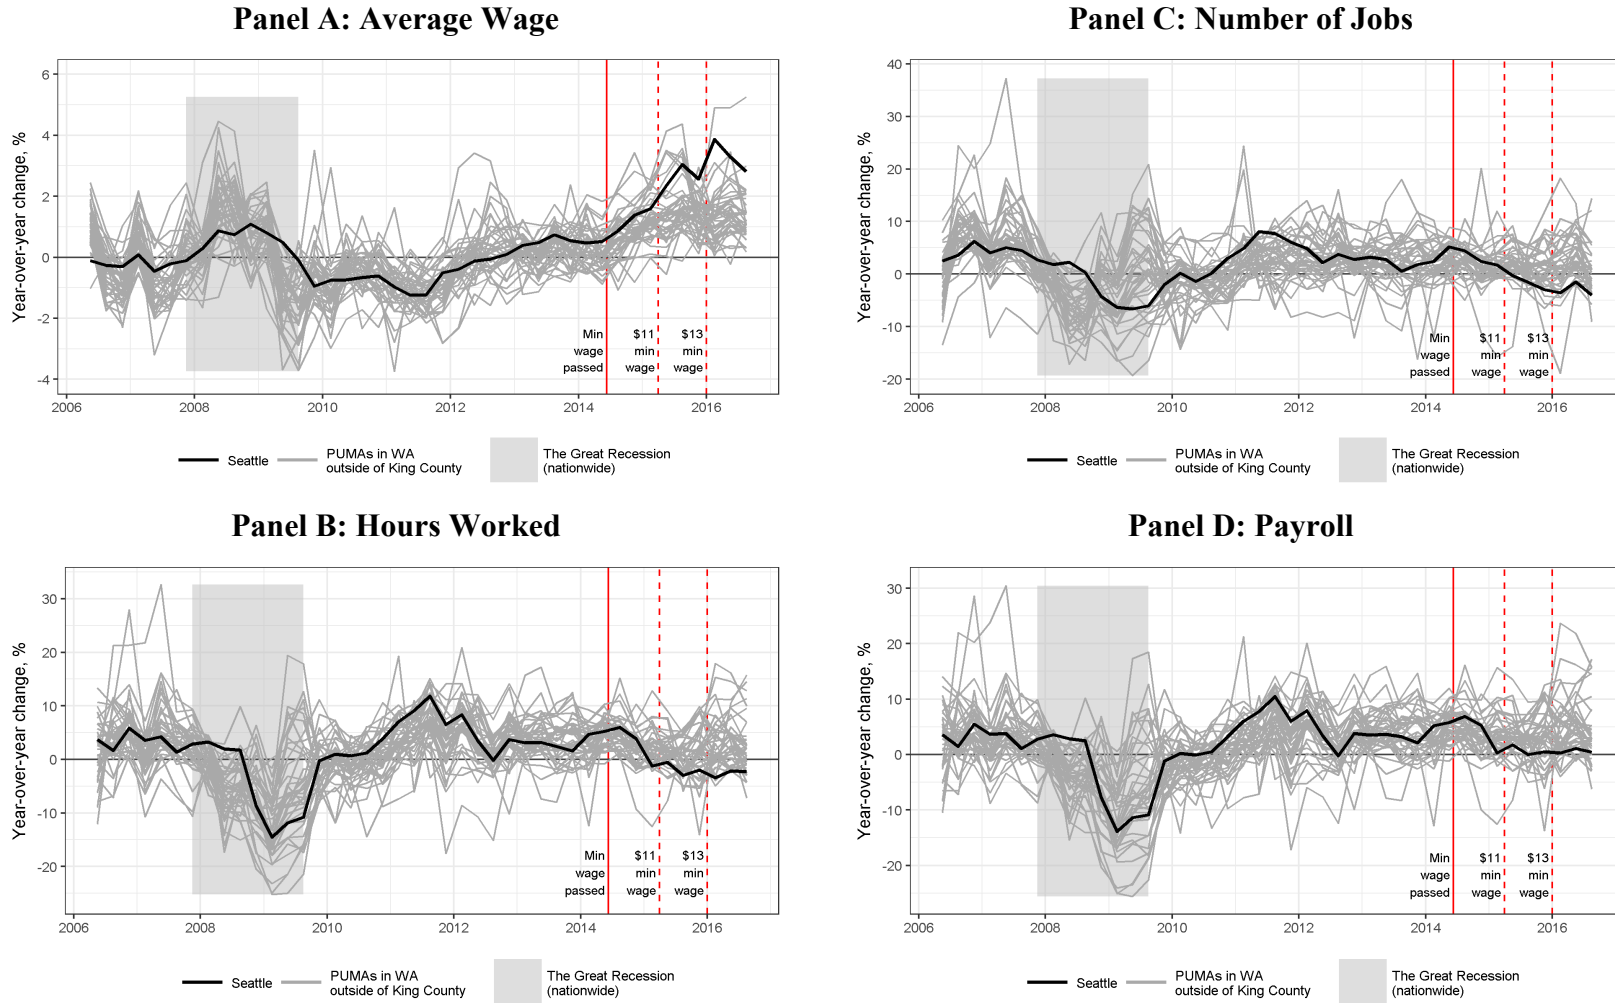 Panel A: Average Wage
Year-over-year change, %
6
4
2
0
-2
-4
Min
wage
passed
$11
min
wage
$13
min
wage
2006
2008
2010
2012
2014
2016
Seattle
PUMAs in WA
outside of King County
The Great Recession
(nationwide)
Panel C: Number of Jobs
Year-over-year change, %
40
30
20
10
0
-10
-20
Min
wage
passed
$11
min
wage
$13
min
wage
2006
2008
2010
2012
2014
2016
Seattle
PUMAs in WA
outside of King County
The Great Recession
(nationwide)
Panel B: Hours Worked
Year-over-year change, %
30
20
10
0
-10
-20
Min
wage
passed
$11
min
wage
$13
min
wage
2006
2008
2010
2012
2014
2016
Seattle
PUMAs in WA
outside of King County
The Great Recession
(nationwide)
Panel D: Payroll
Year-over-year change, %
30
20
10
0
-10
-20
Min
wage
passed
$11
min
wage
$13
min
wage
2006
2008
2010
2012
2014
2016
Seattle
PUMAs in WA
outside of King County
The Great Recession
(nationwide)